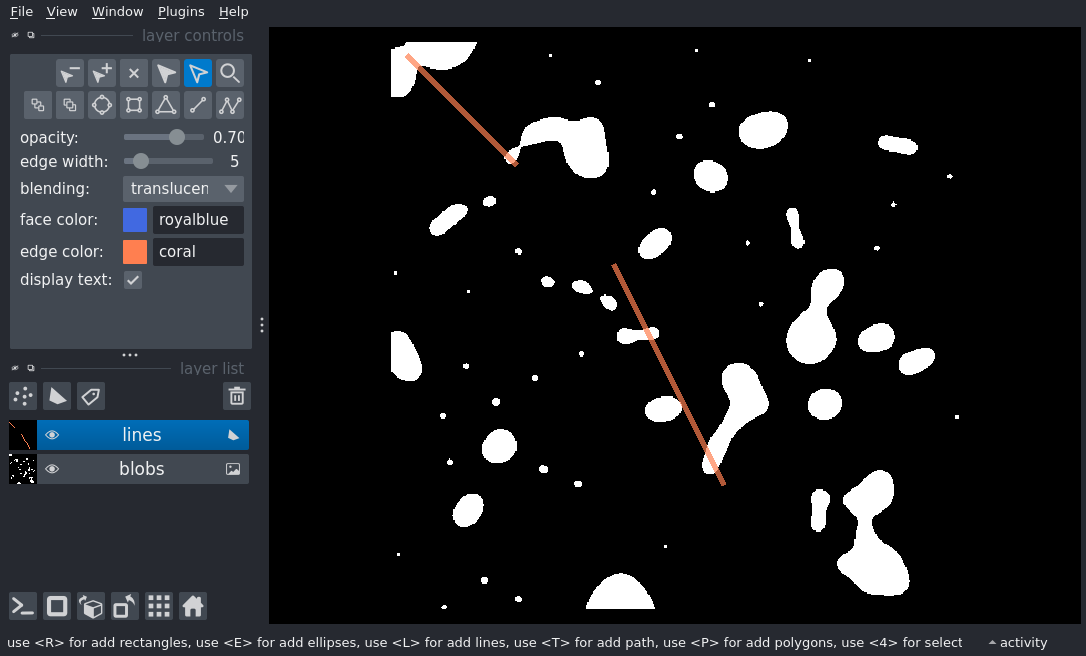 File View Window Plugins Help
layer controls
opacity: 0.70
edge width: 5
blending: translucen
face color: royalblue
edge color: coral
display text:
layer list
lines
blobs
use <R> for add rectangles, use <E> for add ellipses, use <L> for add lines, use <T> for add path, use <P> for add polygons, use <4> for select
activity